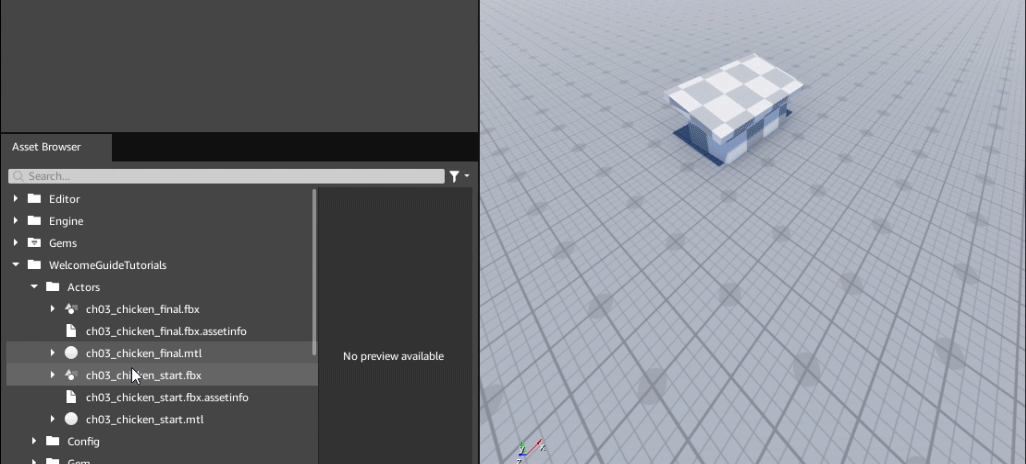 Asset Browser
Search...
Editor
Engine
Gems
WelcomeGuideTutorials
Actors
ch03_chicken_final.fbx
ch03_chicken_final.fbx.assetinfo
No preview available
ch03_chicken_final.mtl
ch03_chicken_start.fbx
ch03_chicken_start.fbx.assetinfo
ch03_chicken_start.mtl
Config
Gem
y
x
z